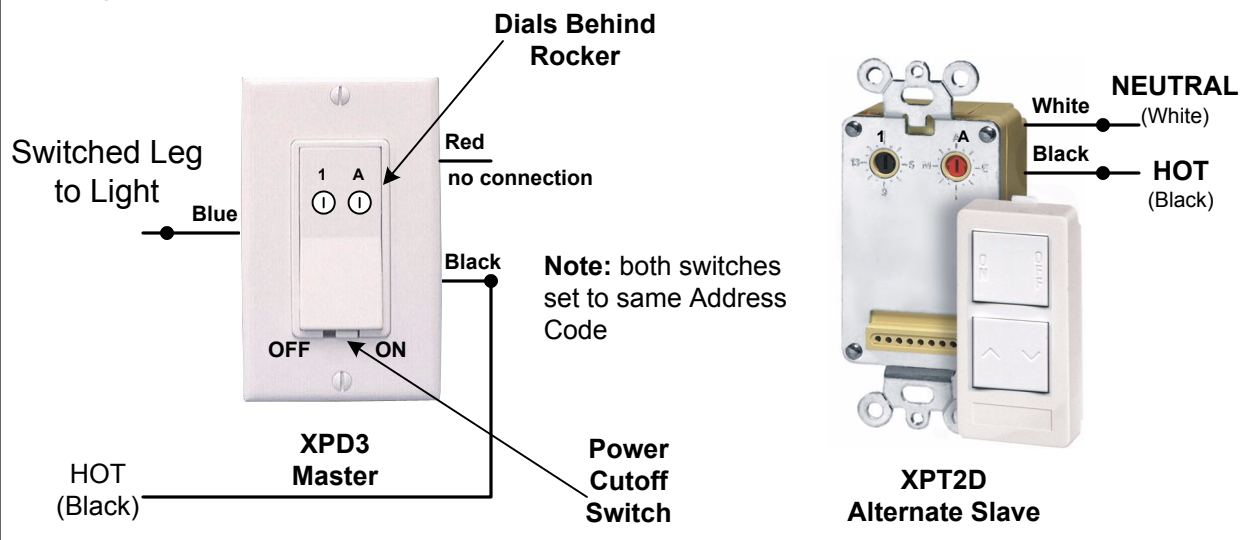 Dials Behind
Rocker
Switched Leg
to Light
Blue
1 A
Red
no connection
Black
OFF ON
Note: both switches
set to same Address
Code
XPD3
Master
HOT
(Black)
Power
Cutoff
Switch
1 A
White
NEUTRAL
(White)
Black
HOT
(Black)
ON OFF
XPT2D
Alternate Slave